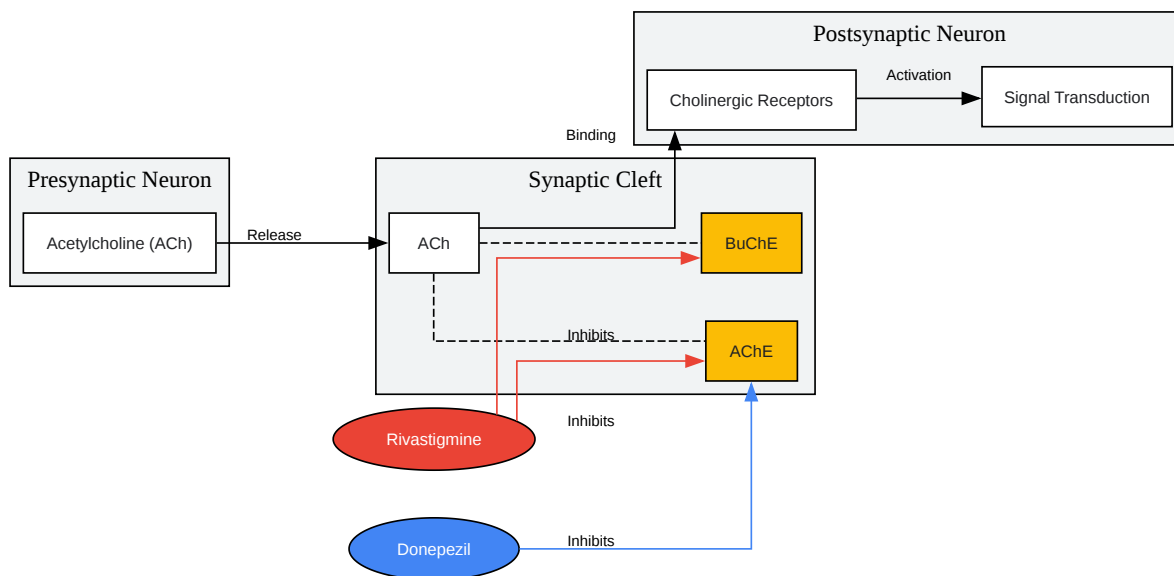 Postsynaptic Neuron
Cholinergic Receptors
Activation
Signal Transduction
Binding
Presynaptic Neuron
Synaptic Cleft
Acetylcholine (ACh)
Release
ACh
BuChE
Inhibits
AChE
Rivastigmine
Inhibits
Donepezil
Inhibits